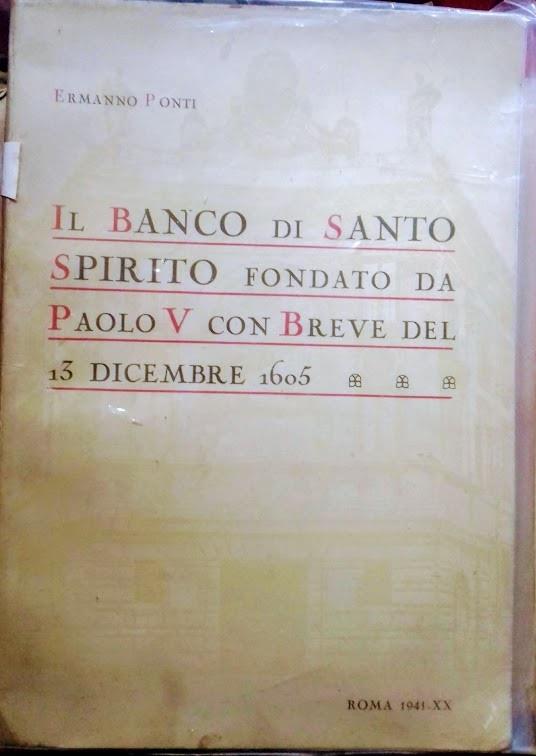 ERMANNO PONTI
IL BANCO DI SANTO
SPIRITO FONDATO DA
PAOLO V CON BREVE DEL
13 DICEMBRE 1605
ROMA 1941-XX